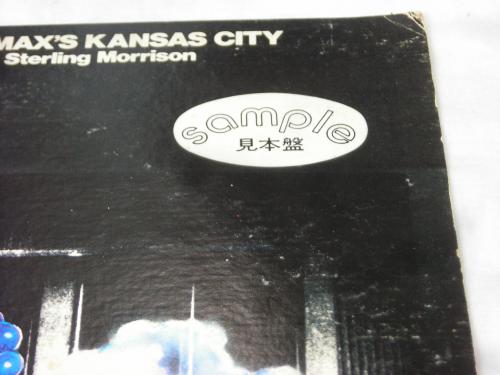 MAX'S KANSAS CITY
Sterling Morrison
sample
見本盤